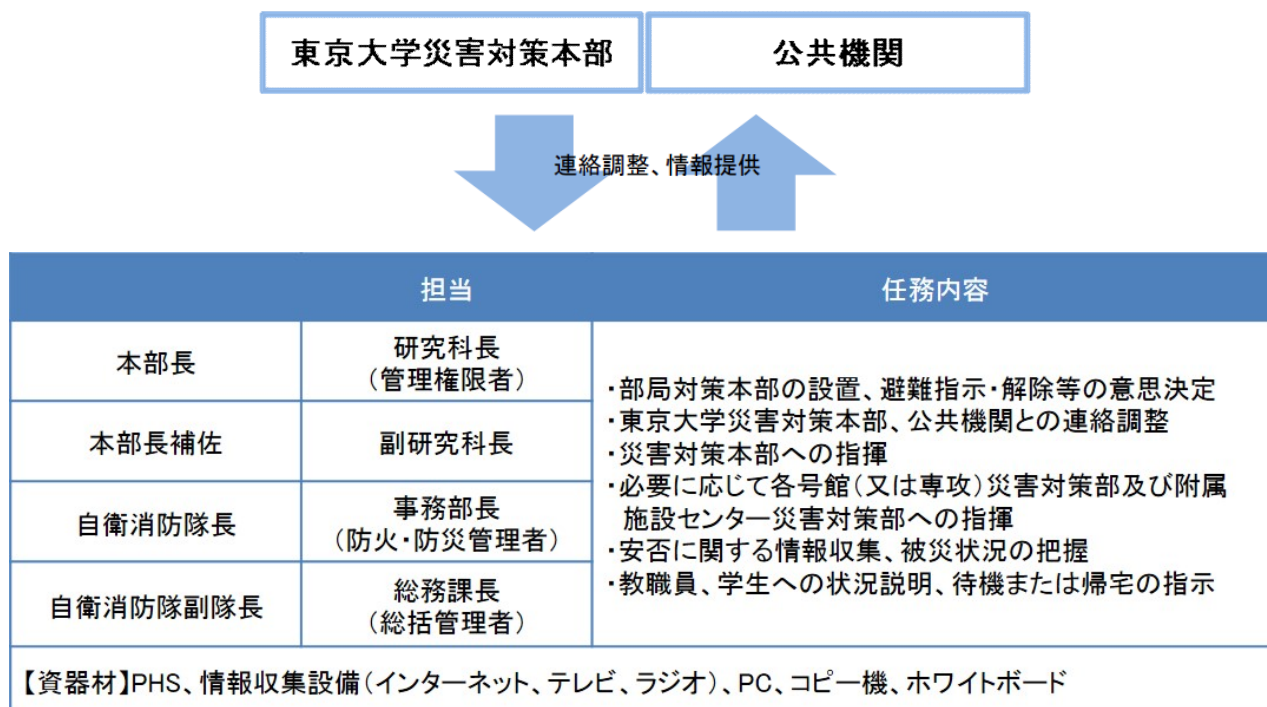 東京大学災害対策本部
公共機関
連絡調整、情報提供
担当
任務内容
本部長
研究科長
（管理権限者）
本部長補佐
副研究科長
自衛消防隊長
事務部長
（防火・防災管理者）
自衛消防隊副隊長
総務課長
（総括管理者）
・部局対策本部の設置、避難指示・解除等の意思決定
・東京大学災害対策本部、公共機関との連絡調整
・災害対策本部への指揮
・必要に応じて各号館（又は専攻）災害対策部及び附属
施設センター災害対策部への指揮
・安否に関する情報収集、被災状況の把握
・教職員、学生への状況説明、待機または帰宅の指示
【資器材】PHS、情報収集設備（インターネット、テレビ、ラジオ）、PC、コピー機、ホワイトボード